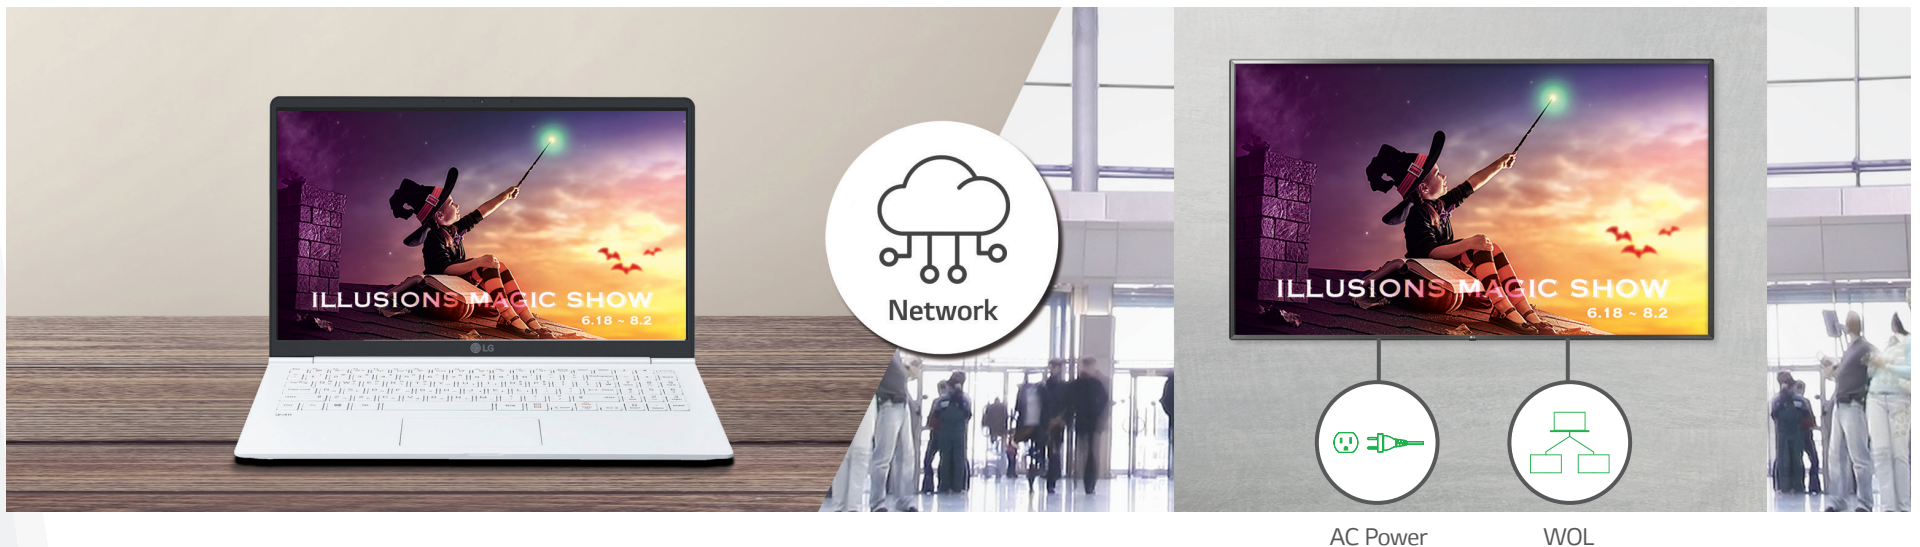 ILLUSIONS MAGIC SHOW
6.18 ~ 8.2
LG
Network
ILLUSIONS MAGIC SHOW
6.18 ~ 8.2
AC Power
WOL